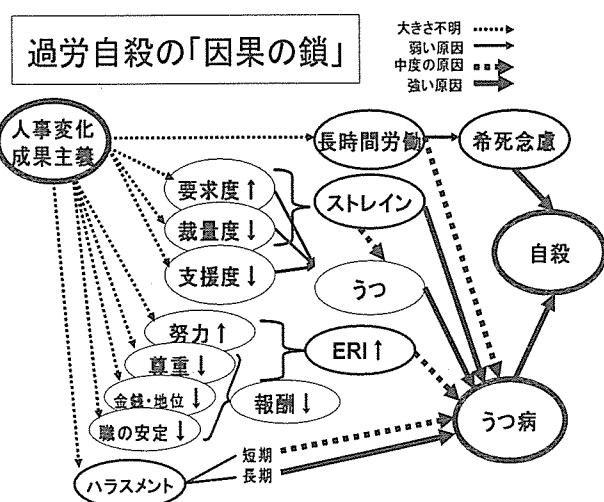 過労自殺の「因果の鎖」
大きさ不明
弱い原因
中度の原因
強い原因
人事変化
成果主義
長時間労働
希死念慮
要求度↑
裁量度↓
支援度↓
ストレイン
うつ
自殺
努力↑
尊重↓
金銭・地位↓
職の安定↓
報酬↓
ERI↑
うつ病
ハラスメント
短期
長期